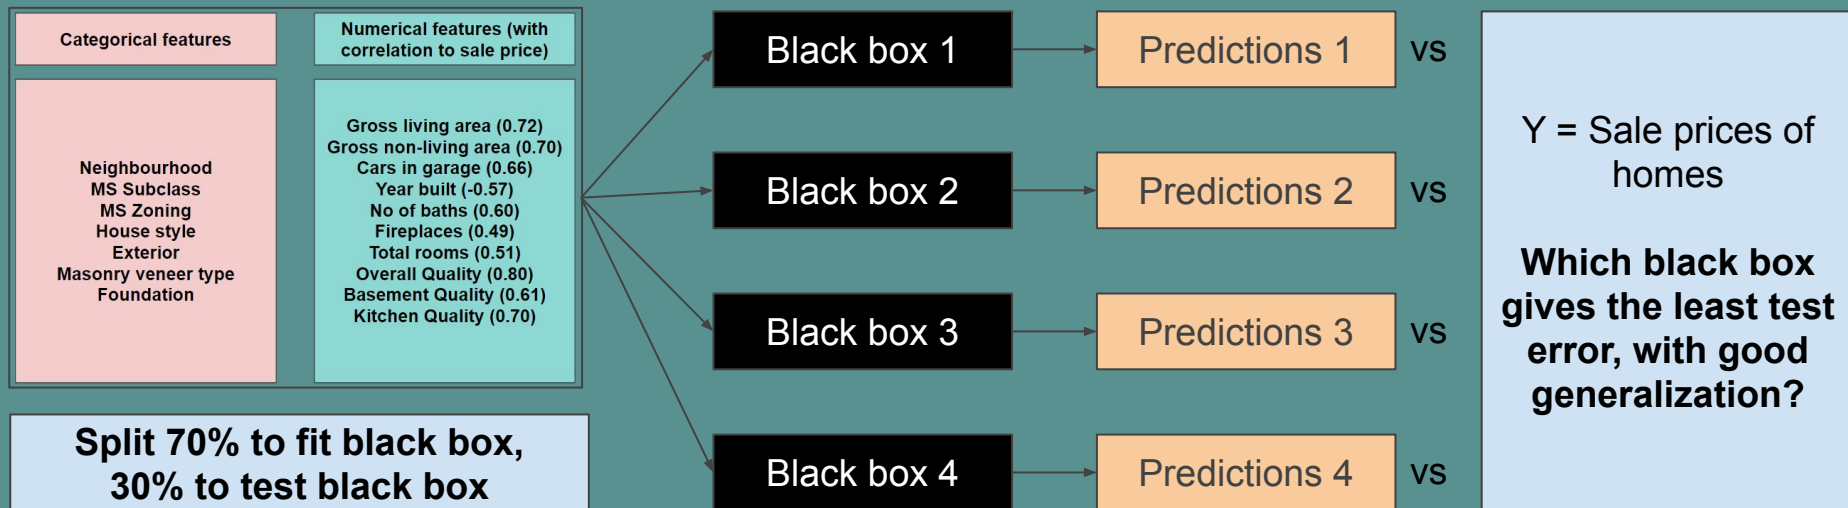 Categorical features
Numerical features (with
correlation to sale price)
Neighbourhood
MS Subclass
MS Zoning
House style
Exterior
Masonry veneer type
Foundation
Gross living area (0.72)
Gross non-living area (0.70)
Cars in garage (0.66)
Year built (-0.57)
No of baths (0.60)
Fireplaces (0.49)
Total rooms (0.51)
Overall Quality (0.80)
Basement Quality (0.61)
Kitchen Quality (0.70)
Split 70% to fit black box,
30% to test black box
Black box 1
Predictions 1
vs
Black box 2
Predictions 2
vs
Black box 3
Predictions 3
vs
Black box 4
Predictions 4
vs
Y = Sale prices of
homes
Which black box
gives the least test
error, with good
generalization?